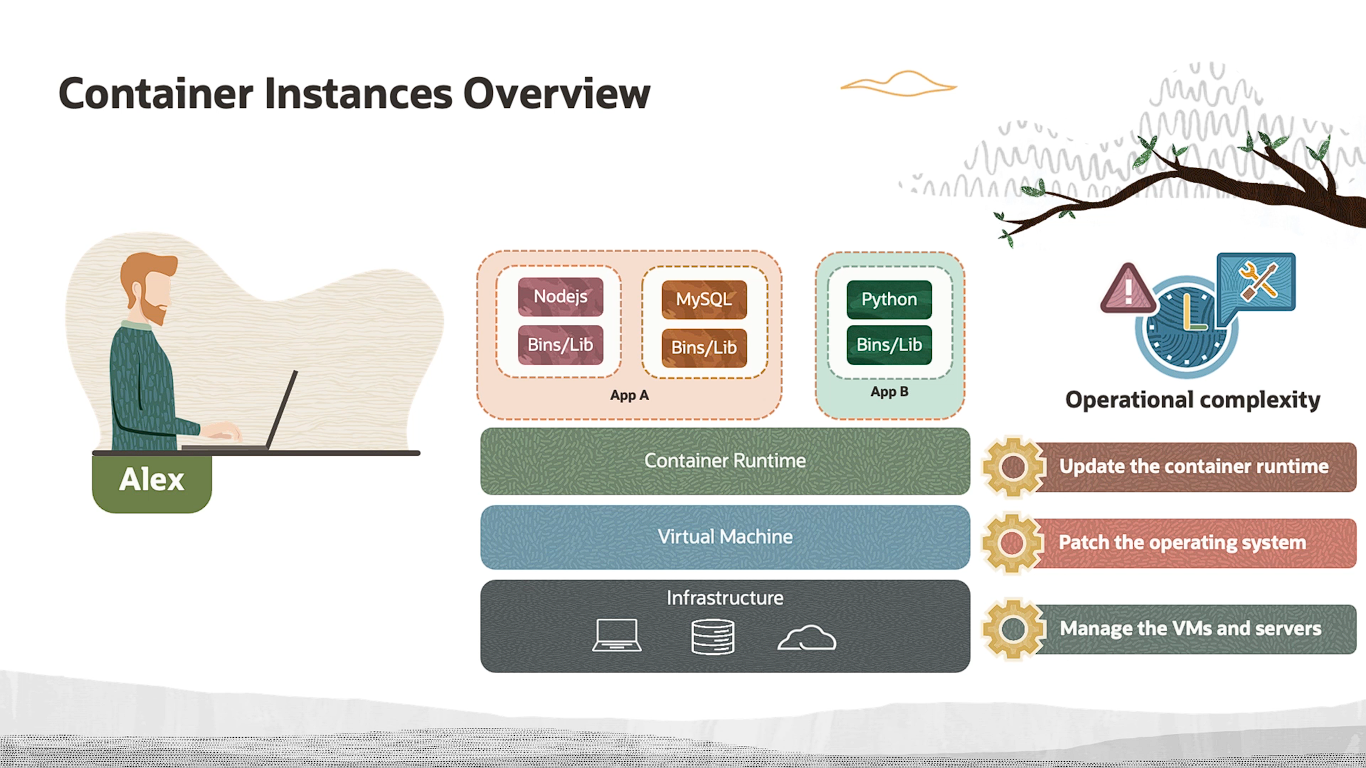 Container Instances Overview
Alex
Nodejs
Bins/Lib
MySQL
Bins/Lib
App A
Python
Bins/Lib
App B
Container Runtime
Virtual Machine
Infrastructure
Operational complexity
Update the container runtime
Patch the operating system
Manage the VMs and servers